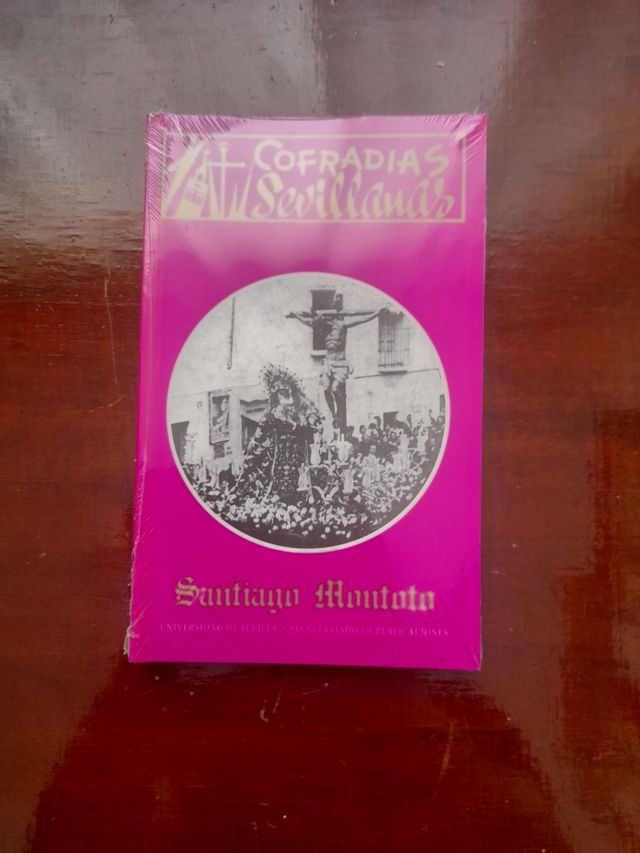 COFRADIAS
Sevillanas
Santiago Montoto
UNIVERSIDAD DE SEVILLA - SECRETARIADO DE PUBLICACIONES